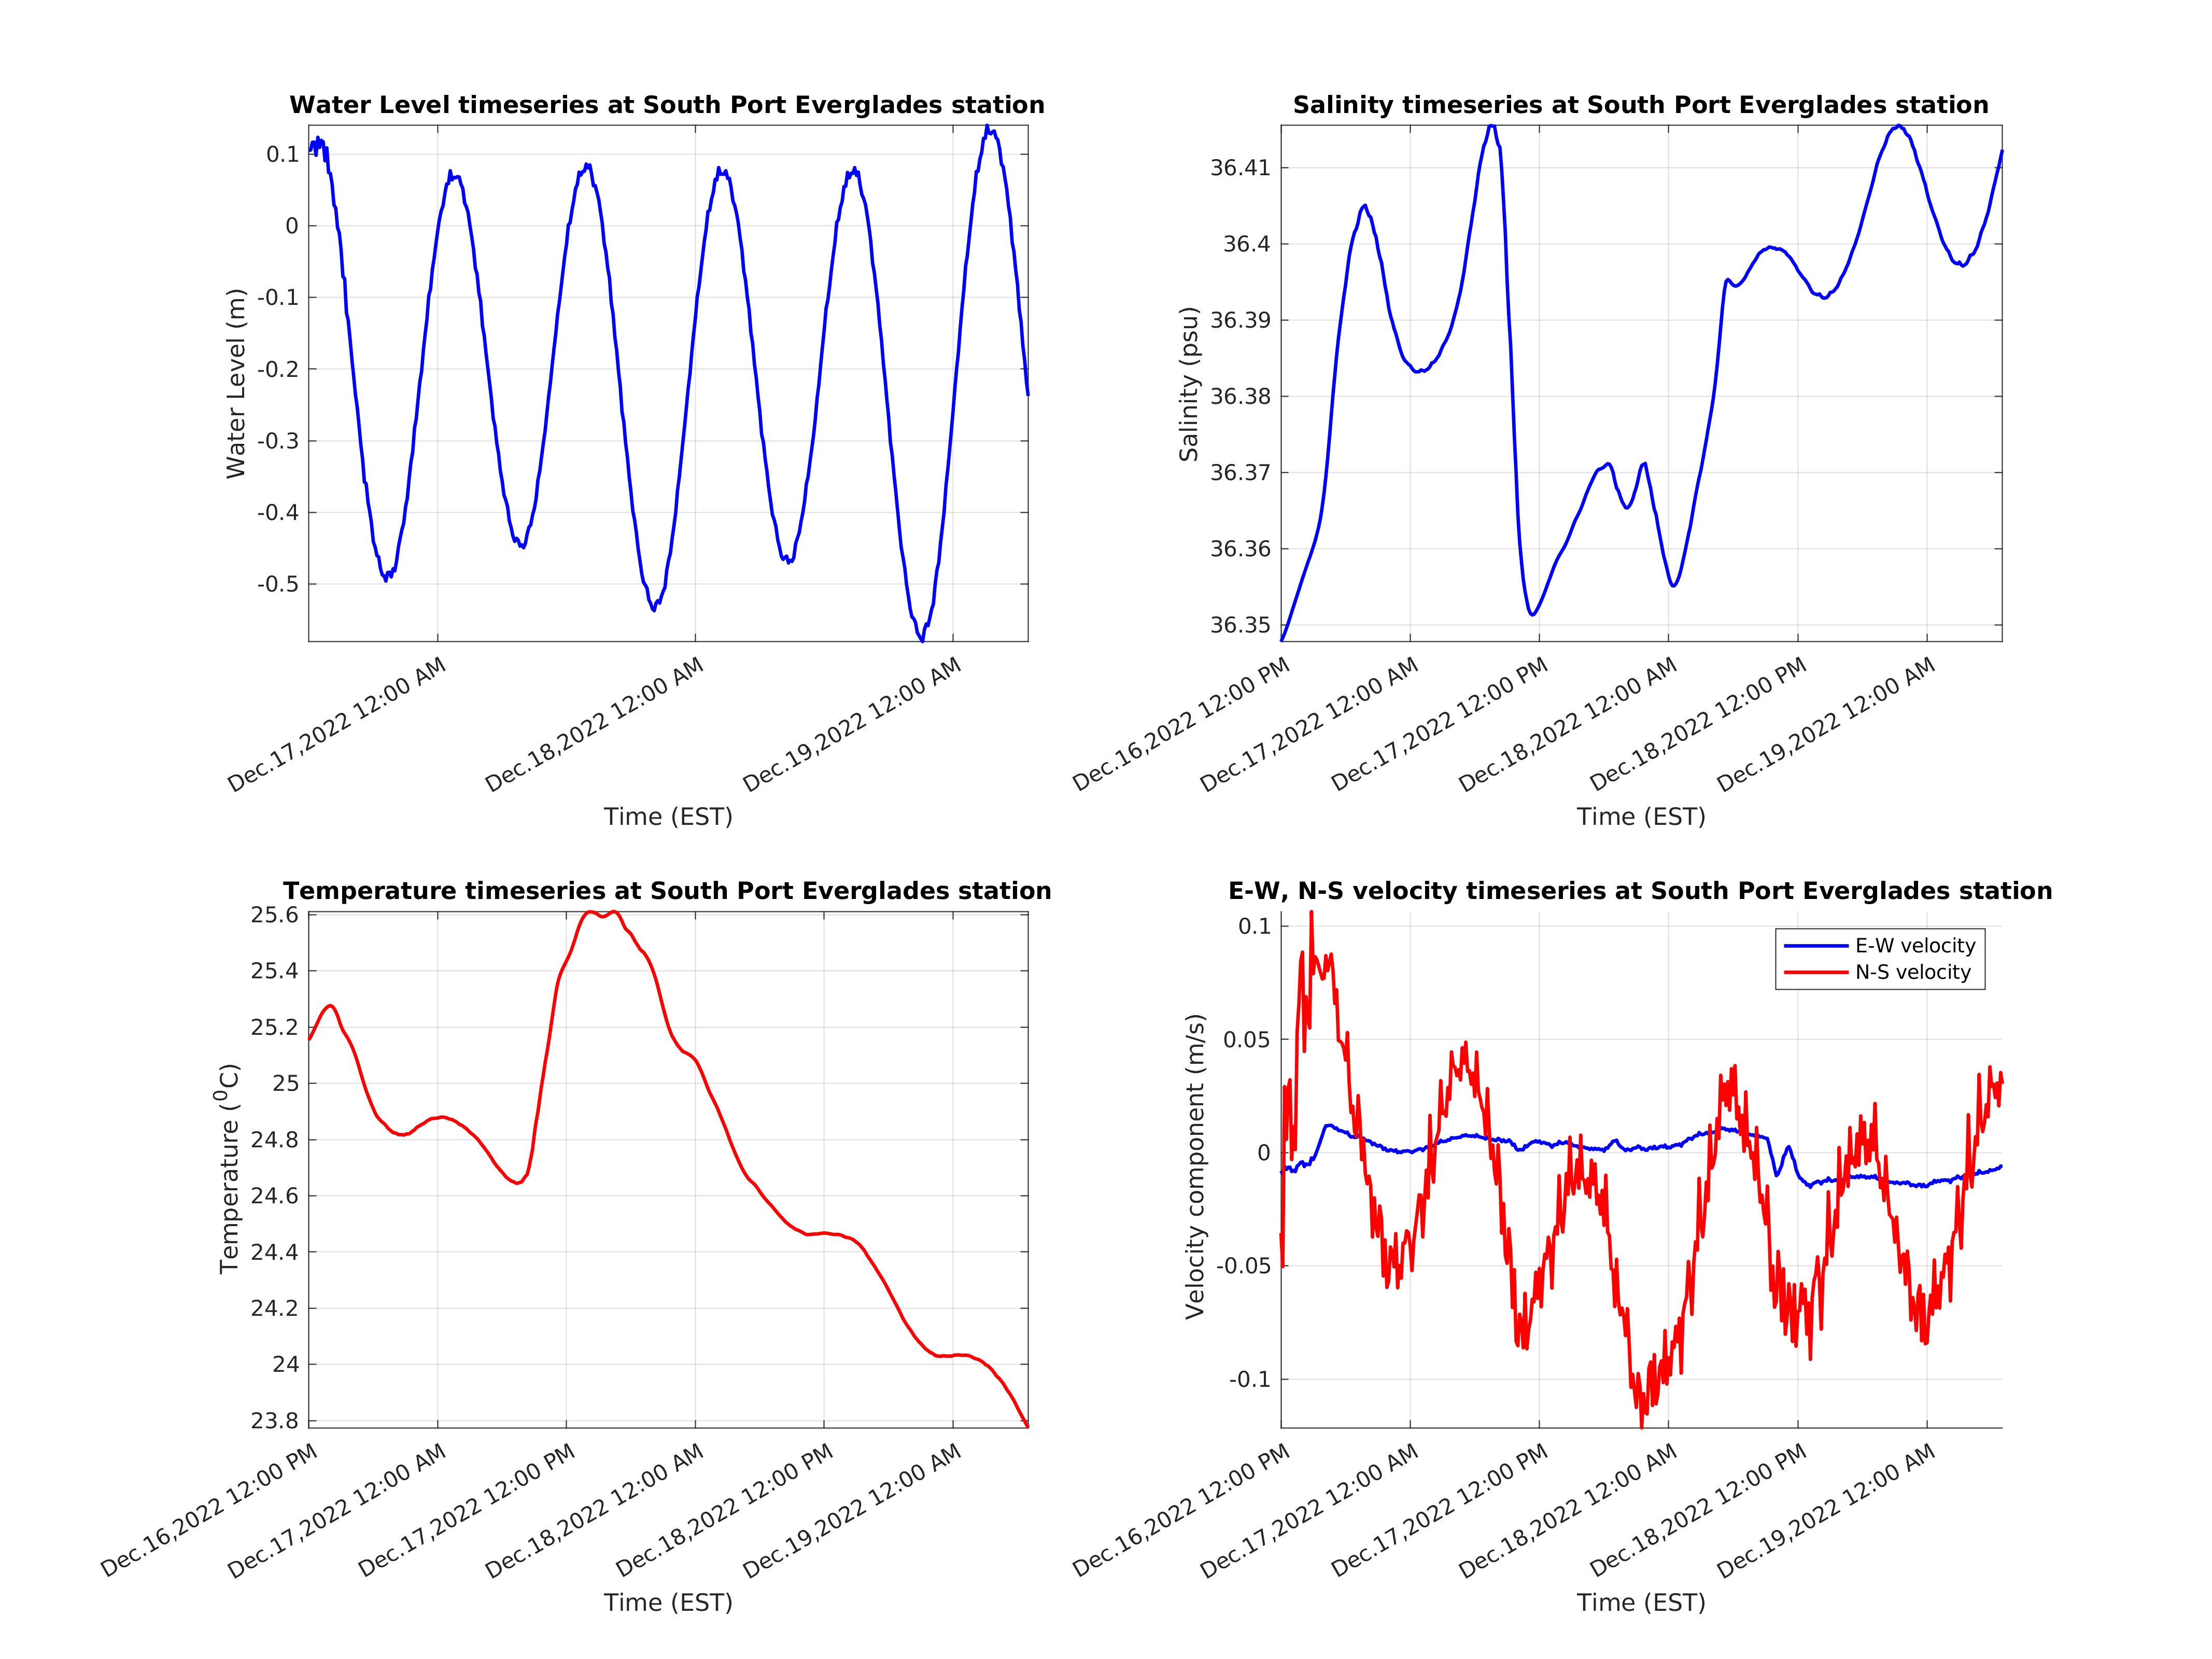 Water Level timeseries at South Port Everglades station
Water Level (m)
0.1
0
-0.1
-0.2
-0.3
-0.4
-0.5
Dec.17,2022 12:00 AM
Dec.18,2022 12:00 AM
Dec.19,2022 12:00 AM
Time (EST)
Salinity timeseries at South Port Everglades station
Salinity (psu)
36.41
36.4
36.39
36.38
36.37
36.36
36.35
Dec.16,2022 12:00 PM
Dec.17,2022 12:00 AM
Dec.17,2022 12:00 PM
Dec.18,2022 12:00 AM
Dec.18,2022 12:00 PM
Dec.19,2022 12:00 AM
Time (EST)
Temperature timeseries at South Port Everglades station
Temperature (⁰C)
25.6
25.4
25.2
25
24.8
24.6
24.4
24.2
24
23.8
Dec.16,2022 12:00 PM
Dec.17,2022 12:00 AM
Dec.17,2022 12:00 PM
Dec.18,2022 12:00 AM
Dec.18,2022 12:00 PM
Dec.19,2022 12:00 AM
Time (EST)
E-W, N-S velocity timeseries at South Port Everglades station
Velocity component (m/s)
0.1
0.05
0
-0.05
-0.1
E-W velocity
N-S velocity
Dec.16,2022 12:00 PM
Dec.17,2022 12:00 AM
Dec.17,2022 12:00 PM
Dec.18,2022 12:00 AM
Dec.18,2022 12:00 PM
Dec.19,2022 12:00 AM
Time (EST)